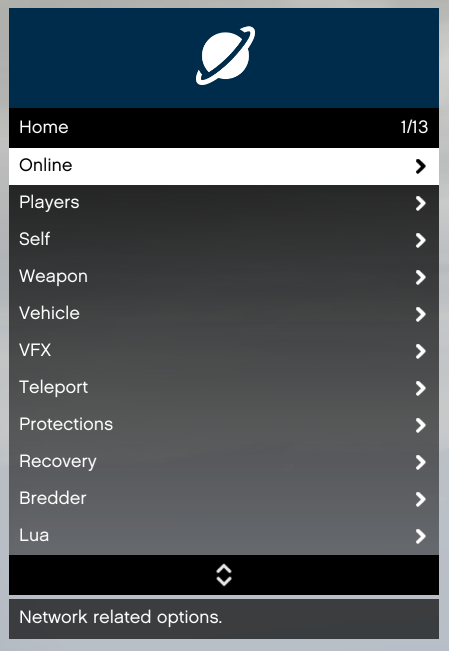 Home 1/13
Online
Players
Self
Weapon
Vehicle
VFX
Teleport
Protections
Recovery
Bredder
Lua
Network related options.